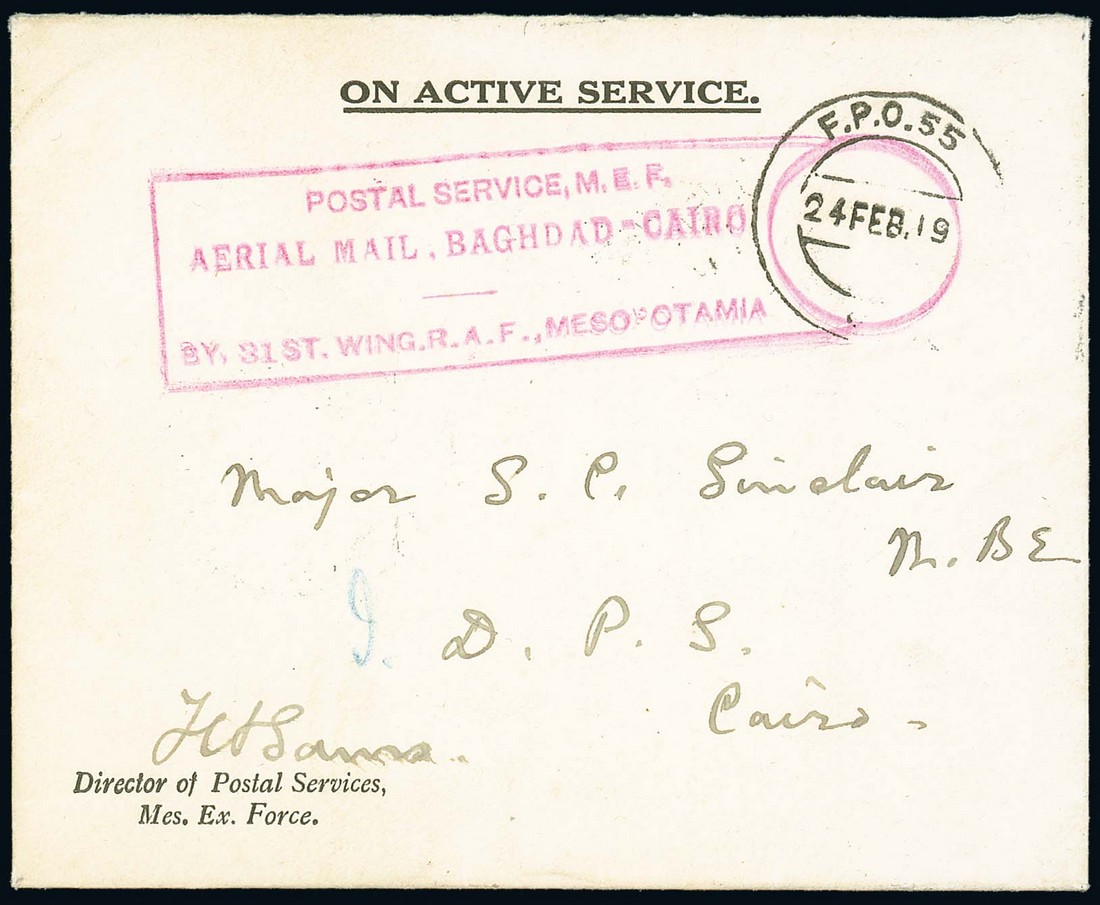 ON ACTIVE SERVICE.
F.P.O.55
24 FEB.19
POSTAL SERVICE, M.E.F,
AERIAL MAIL, BAGHDAD-CAIRO
BY, 31ST. WING.R.A.F., MESOPOTAMIA
Major S. C. Sinclair
M. B E
I. D. P. S.
Cairo -
Director of Postal Services,
Mes. Ex. Force.